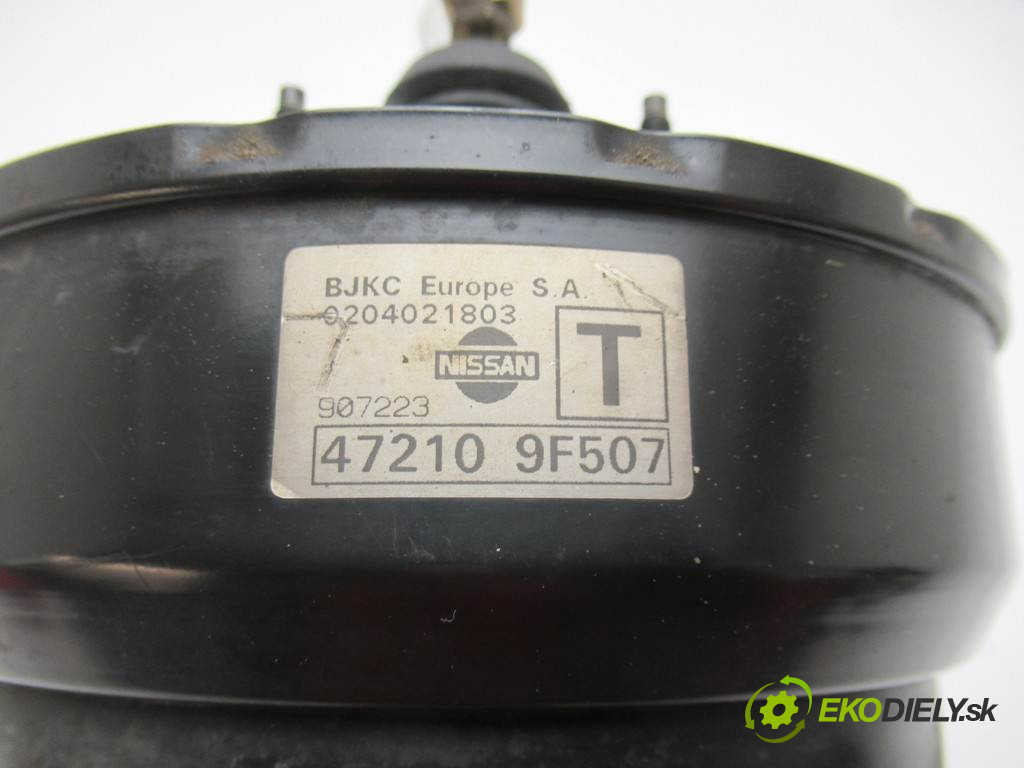 BJKC Europe S.A.
0204021803
NISSAN
T
907223
47210 9F507
EKODIELY.sk